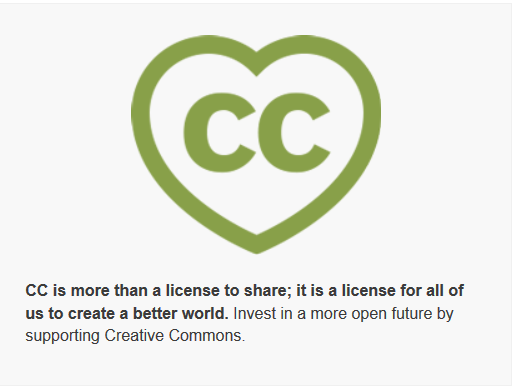 CC
CC is more than a license to share; it is a license for all of
us to create a better world. Invest in a more open future by
supporting Creative Commons.